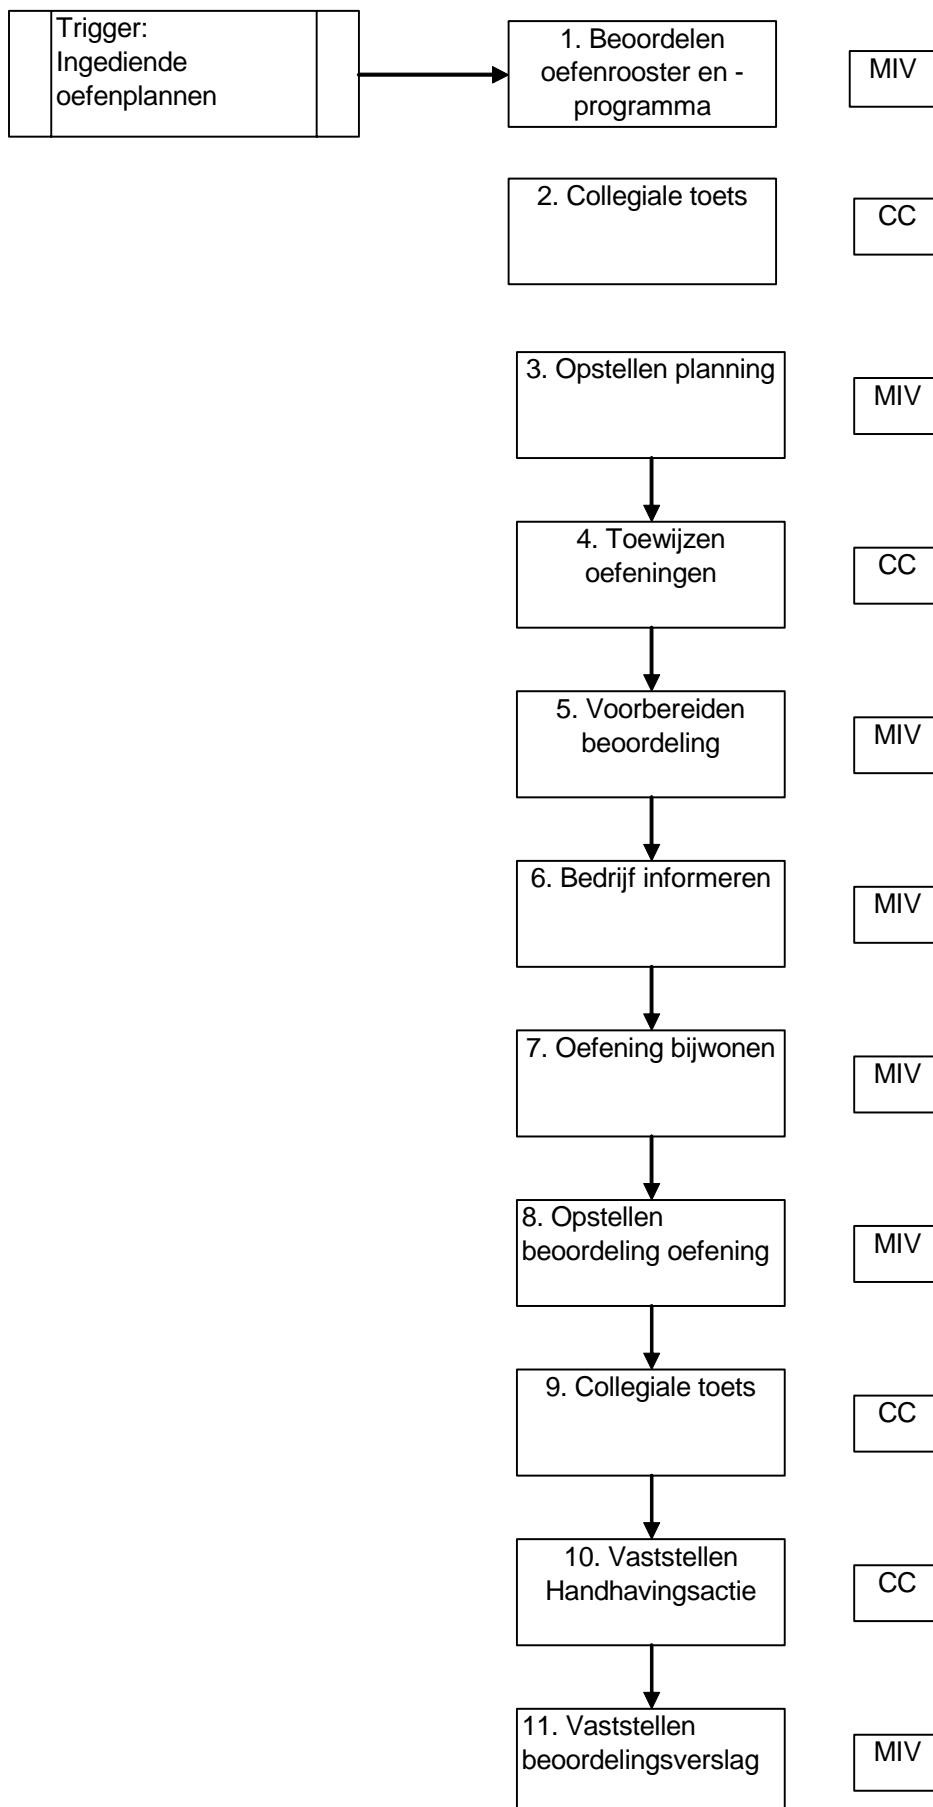 Trigger:
Ingediende
oefenplannen
1. Beoordelen
oefenrooster en -
programma
MIV
2. Collegiale toets
CC
3. Opstellen planning
MIV
4. Toewijzen
oefeningen
CC
5. Voorbereiden
beoordeling
MIV
6. Bedrijf informeren
MIV
7. Oefening bijwonen
MIV
8. Opstellen
beoordeling oefening
MIV
9. Collegiale toets
CC
10. Vaststellen
Handhavingsactie
CC
11. Vaststellen
beoordelingsverslag
MIV